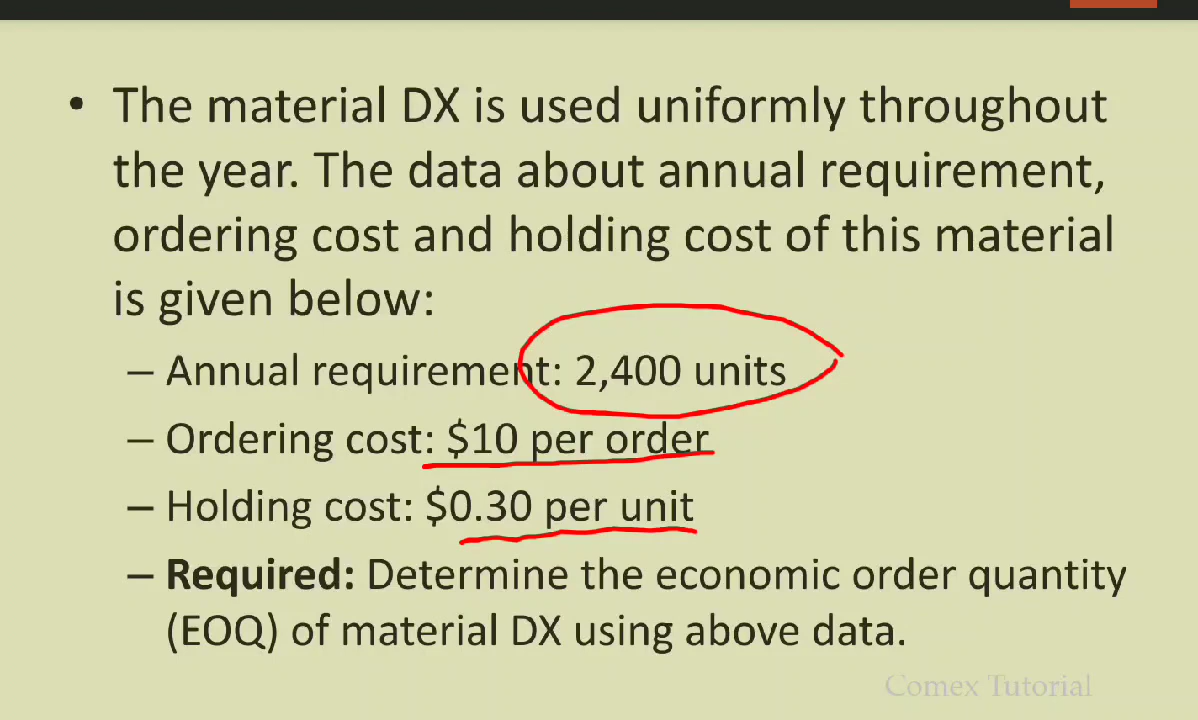 • The material DX is used uniformly throughout
the year. The data about annual requirement,
ordering cost and holding cost of this material
is given below:
– Annual requirement: 2,400 units
– Ordering cost: $10 per order
– Holding cost: $0.30 per unit
– Required: Determine the economic order quantity
(EOQ) of material DX using above data.
Comex Tutorial